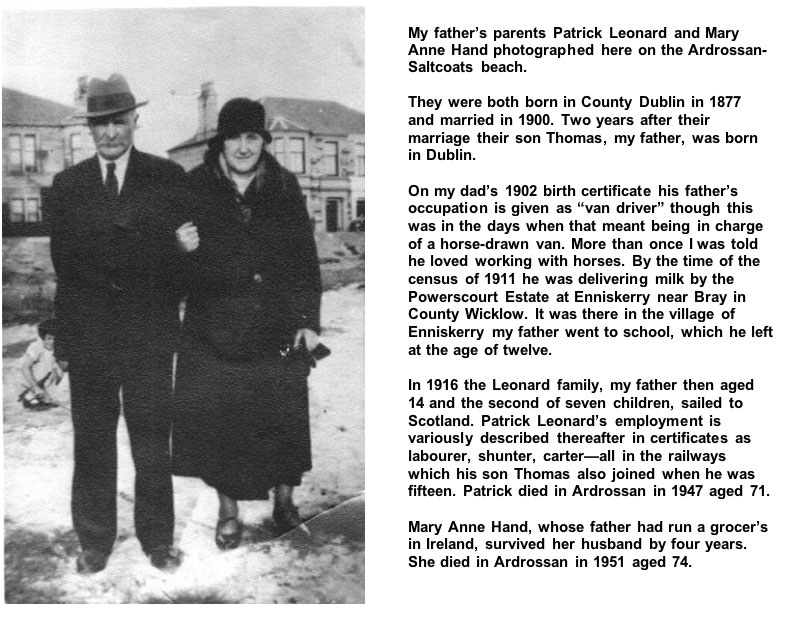 My father’s parents Patrick Leonard and Mary
Anne Hand photographed here on the Ardrossan-
Saltcoats beach.
They were both born in County Dublin in 1877
and married in 1900. Two years after their
marriage their son Thomas, my father, was born
in Dublin.
On my dad’s 1902 birth certificate his father’s
occupation is given as “van driver” though this
was in the days when that meant being in charge
of a horse-drawn van. More than once I was told
he loved working with horses. By the time of the
census of 1911 he was delivering milk by the
Powerscourt Estate at Enniskerry near Bray in
County Wicklow. It was there in the village of
Enniskerry my father went to school, which he left
at the age of twelve.
In 1916 the Leonard family, my father then aged
14 and the second of seven children, sailed to
Scotland. Patrick Leonard’s employment is
variously described thereafter in certificates as
labourer, shunter, carter—all in the railways
which his son Thomas also joined when he was
fifteen. Patrick died in Ardrossan in 1947 aged 71.
Mary Anne Hand, whose father had run a grocer’s
in Ireland, survived her husband by four years.
She died in Ardrossan in 1951 aged 74.